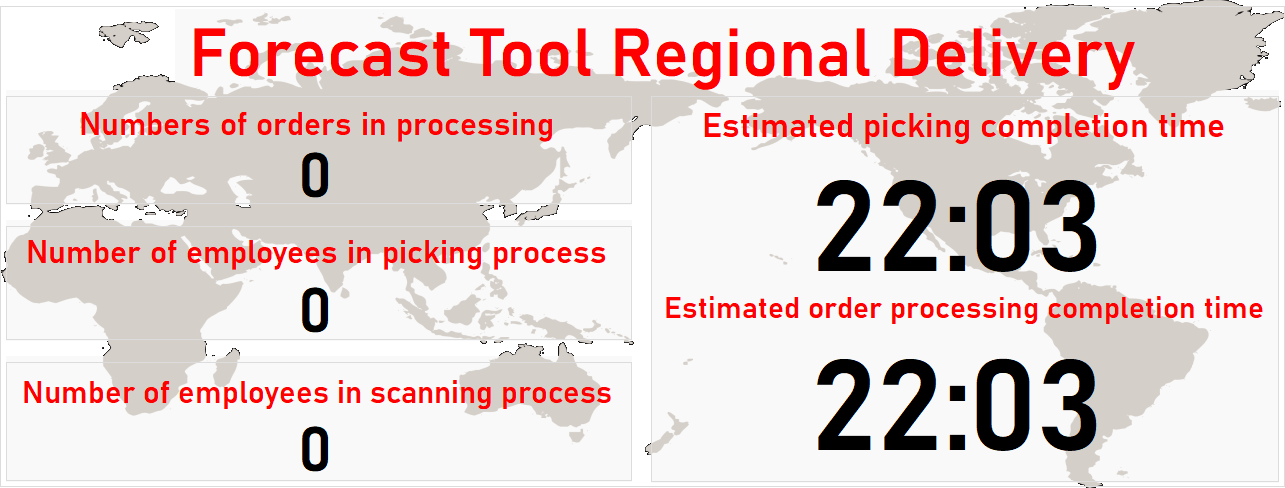 Forecast Tool Regional Delivery
Numbers of orders in processing
0
Number of employees in picking process
0
Number of employees in scanning process
0
Estimated picking completion time
22:03
Estimated order processing completion time
22:03